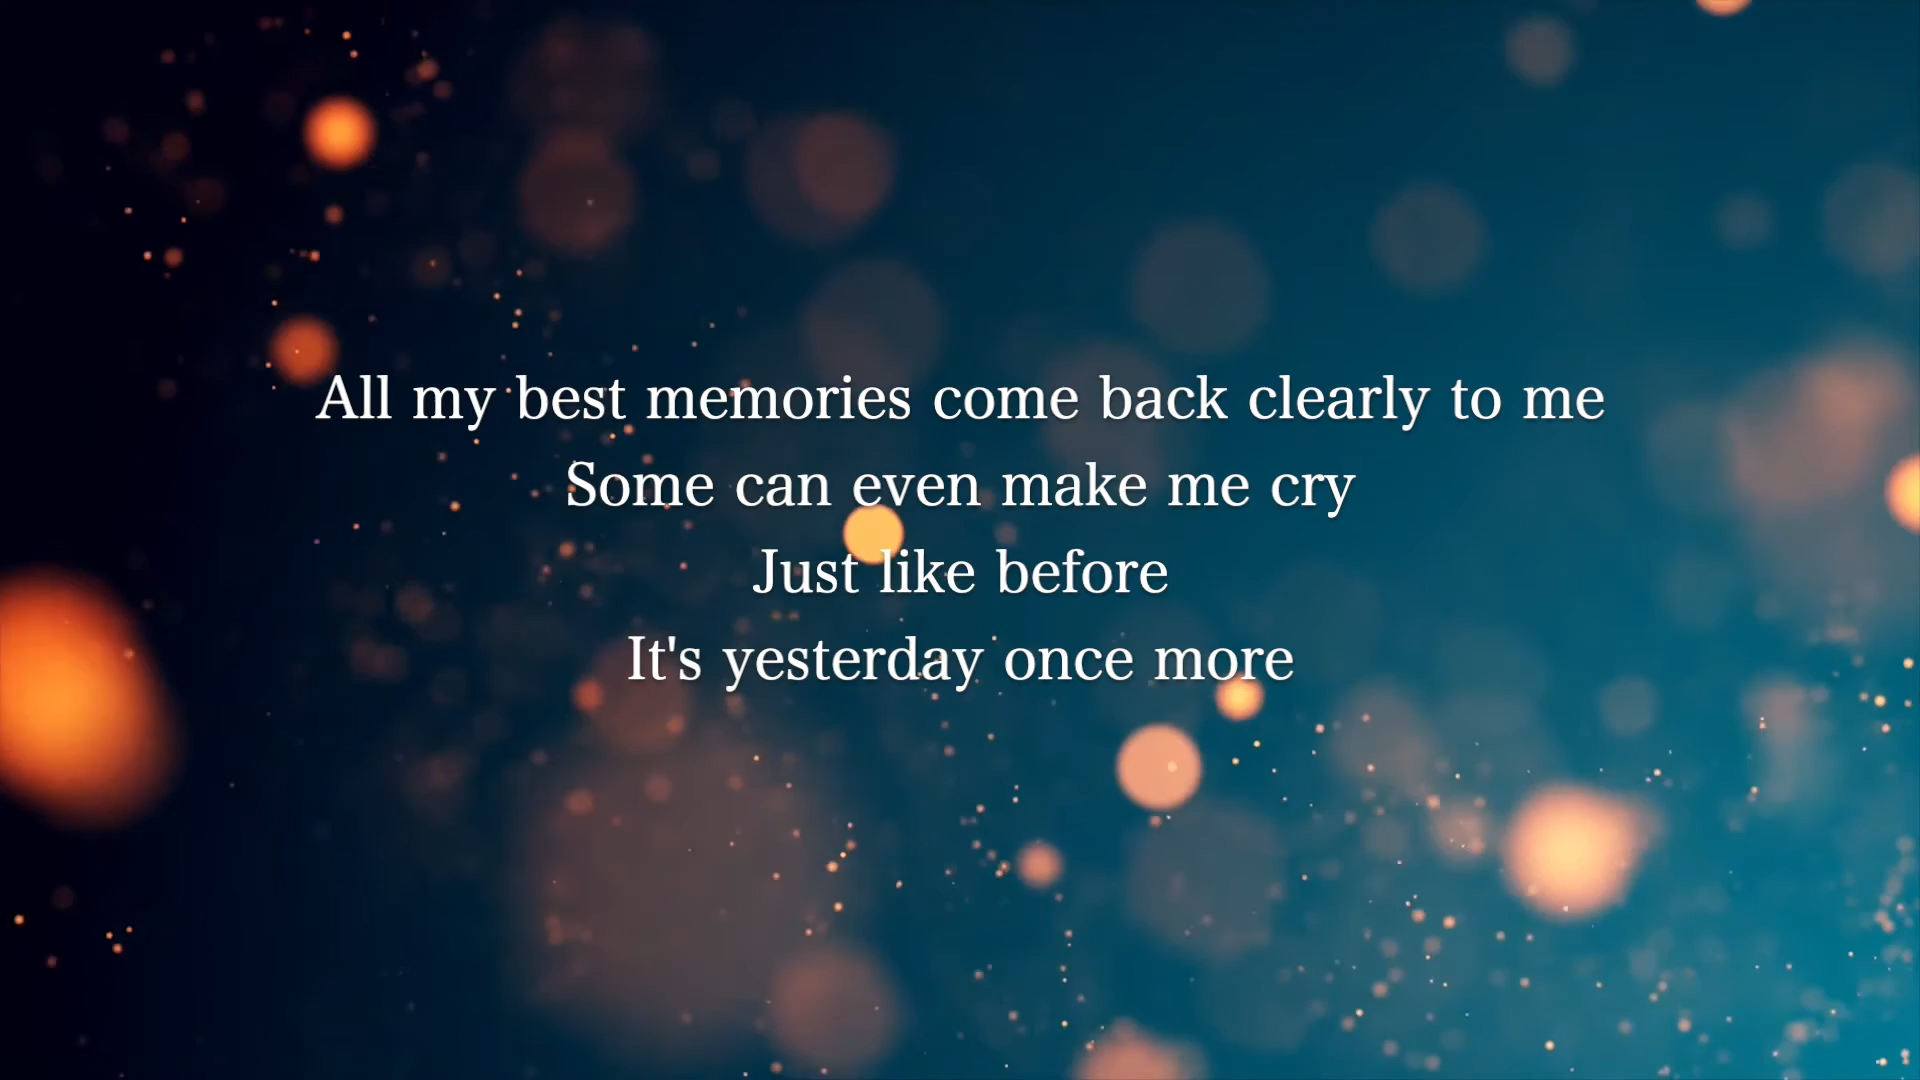 All my best memories come back clearly to me
Some can even make me cry
Just like before
It's yesterday once more